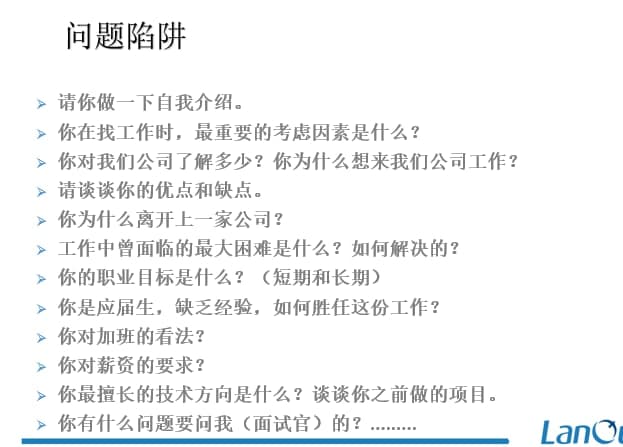 问题陷阱
请你做一下自我介绍。
你在找工作时，最重要的考虑因素是什么？
你对我们公司了解多少？你为什么想来我们公司工作？
请谈谈你的优点和缺点。
你为什么离开上一家公司？
工作中曾面临的最大困难是什么？如何解决的？
你的职业目标是什么？（短期和长期）
你是应届生，缺乏经验，如何胜任这份工作？
你对加班的看法？
你对薪资的要求？
你最擅长的技术方向是什么？谈谈你之前做的项目。
你有什么问题要问我（面试官）的？………